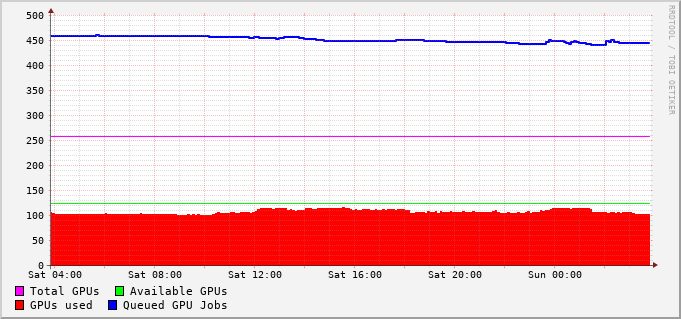 500
450
400
350
300
250
200
150
100
50
0
Sat 04:00 Sat 08:00 Sat 12:00 Sat 16:00 Sat 20:00 Sun 00:00
Total GPUs Available GPUs
GPUs used Queued GPU Jobs
RRDTOOL / TOBI OETIKER